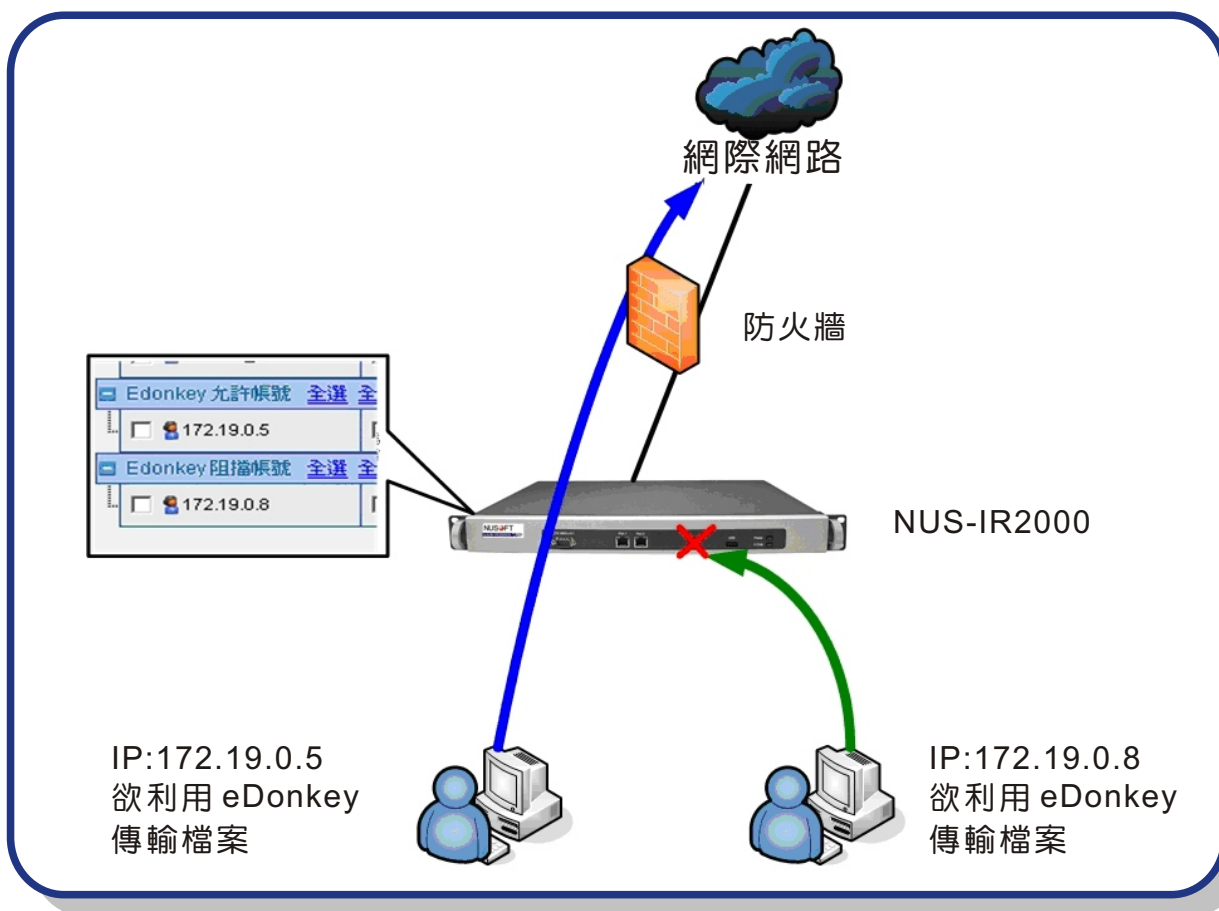 網際網路
防火牆
Edonkey 允許帳號 全選 全
172.19.0.5
Edonkey 阻擋帳號 全選 全
172.19.0.8
NUSOFT
NUS-IR2000
IP:172.19.0.5
欲利用 eDonkey
傳輸檔案
IP:172.19.0.8
欲利用 eDonkey
傳輸檔案